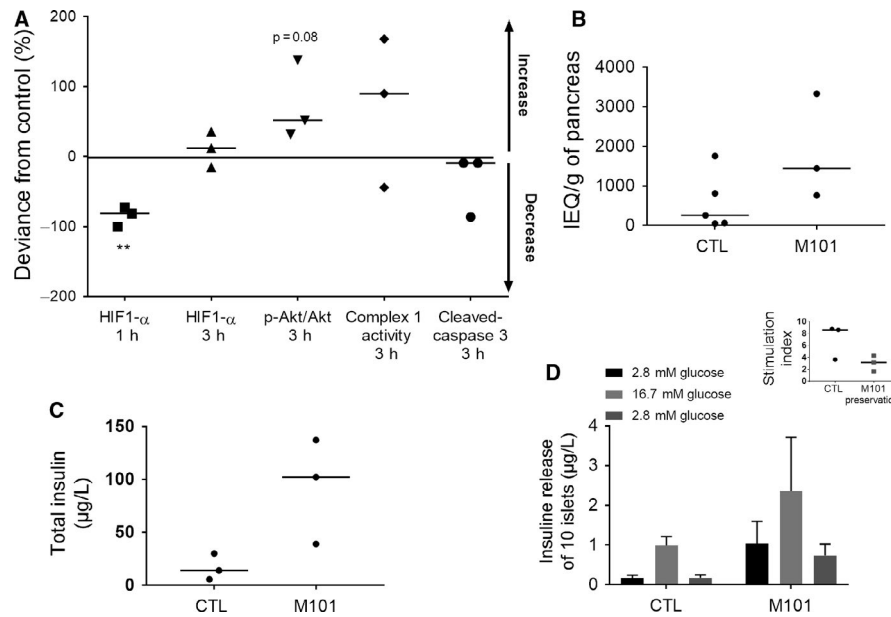 A
Deviance from control (%)
200
100
0
–100
–200
p = 0.08
**
Increase
Decrease
HIF1-α
1 h
HIF1-α
3 h
p-Akt/Akt
3 h
Complex 1
activity
3 h
Cleaved-
caspase 3
3 h
B
IEQ/g of pancreas
4000
3000
2000
1000
0
CTL
M101
C
Total insulin
(µg/L)
150
100
50
0
CTL
M101
D
2.8 mM glucose
16.7 mM glucose
2.8 mM glucose
Insuline release
of 10 islets (µg/L)
4
3
2
1
0
CTL
M101
Stimulation
index
10
8
6
4
2
0
CTL
M101
preservatio